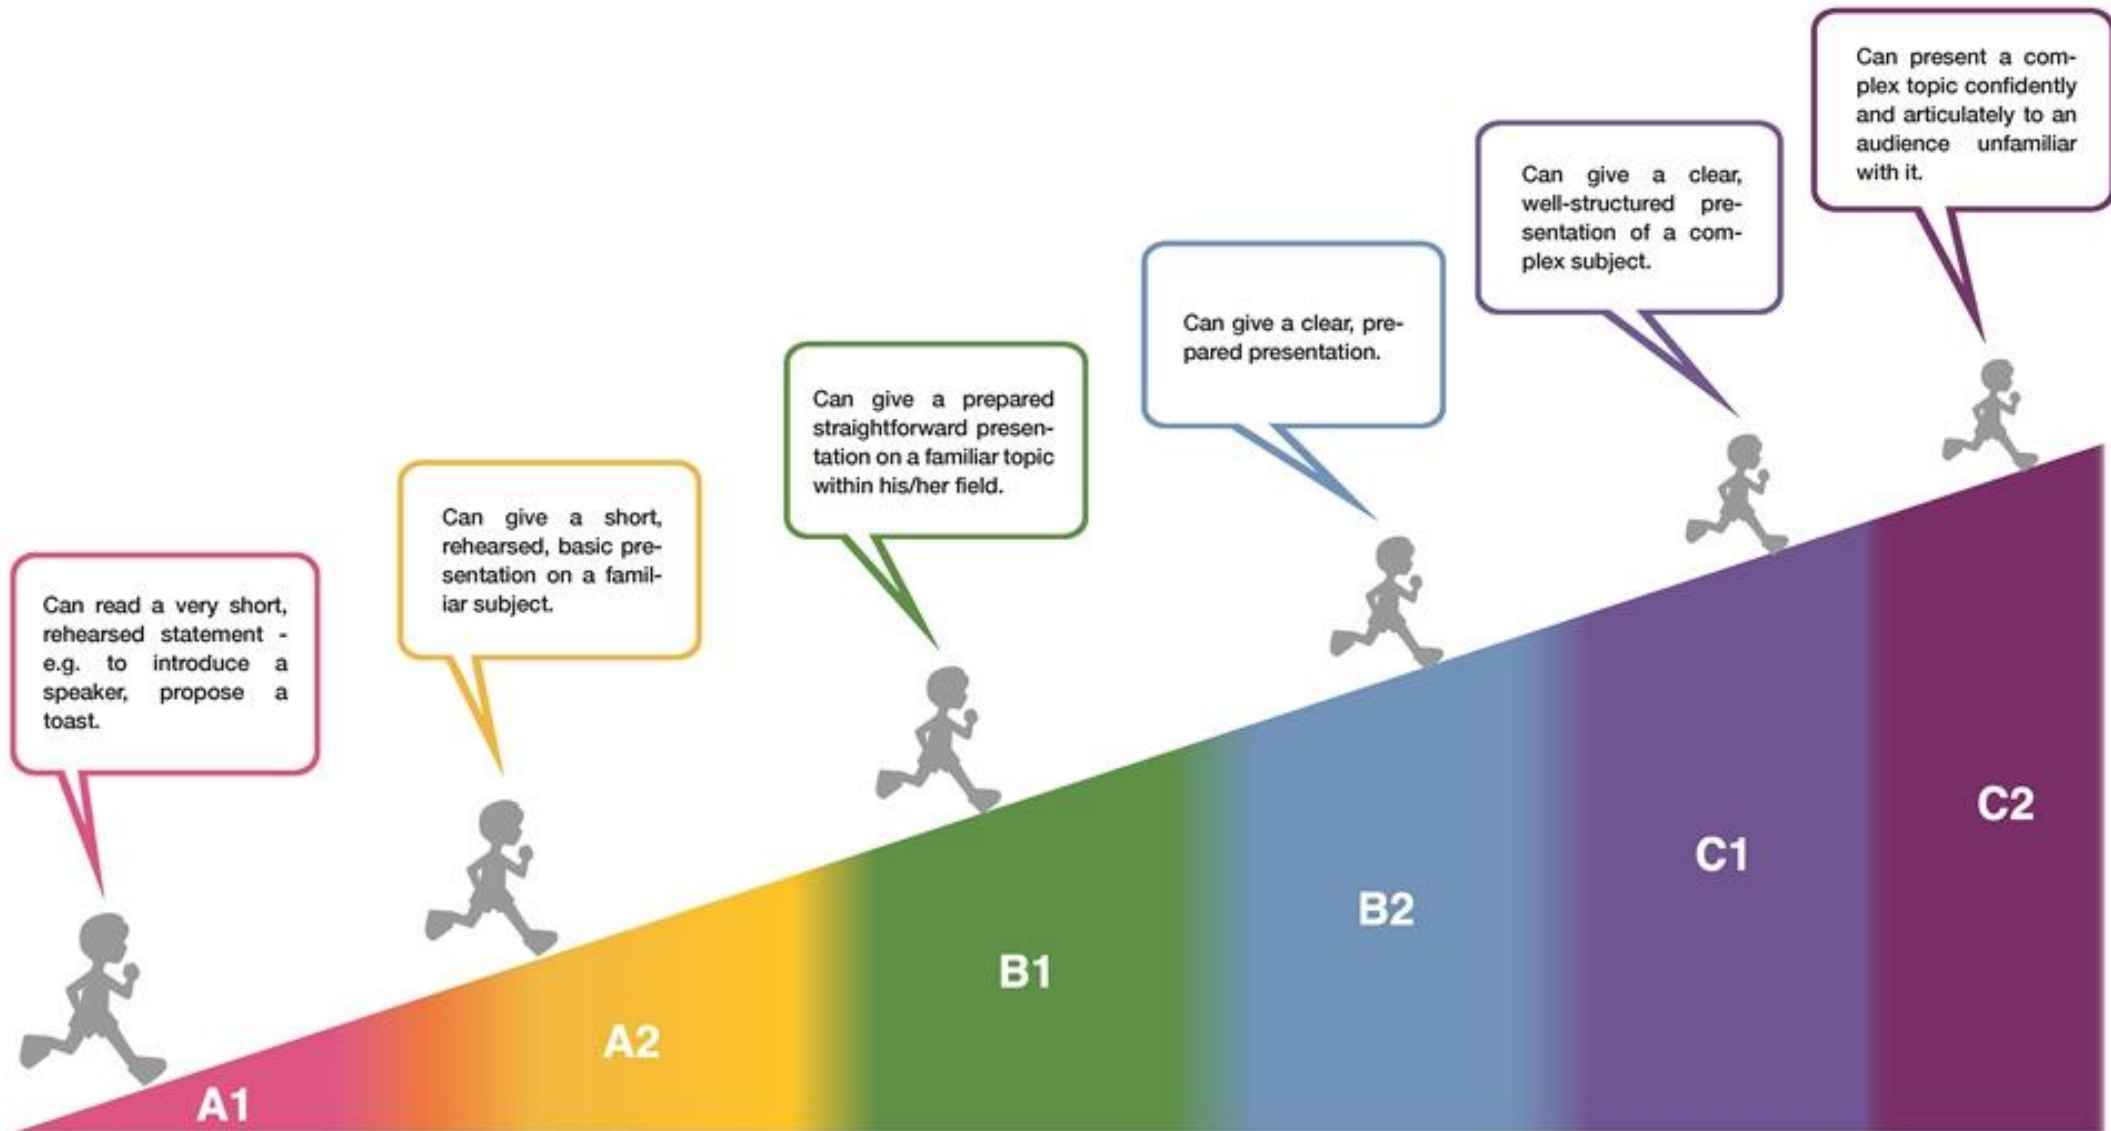 Can read a very short,
rehearsed statement -
e.g. to introduce a
speaker, propose a
toast.
Can give a short,
rehearsed, basic pre-
sentation on a famil-
iar subject.
Can give a prepared
straightforward presen-
tation on a familiar topic
within his/her field.
Can give a clear, pre-
pared presentation.
Can give a clear,
well-structured pre-
sentation of a com-
plex subject.
Can present a com-
plex topic confidently
and articulately to an
audience unfamiliar
with it.
A1
A2
B1
B2
C1
C2